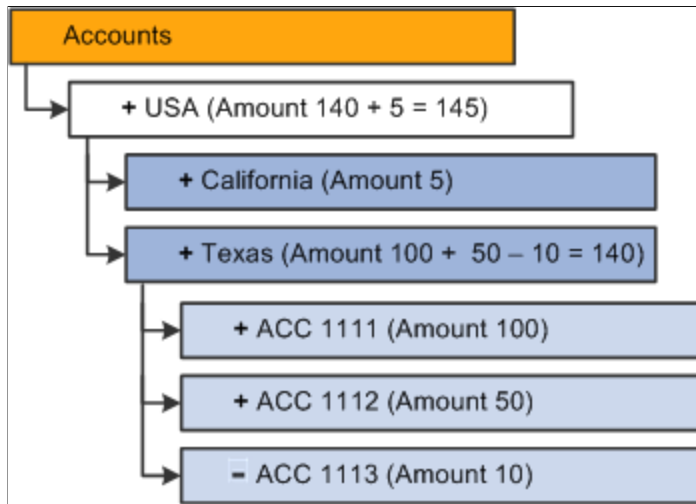 Accounts
+ USA (Amount 140 + 5 = 145)
+ California (Amount 5)
+ Texas (Amount 100 + 50 – 10 = 140)
+ ACC 1111 (Amount 100)
+ ACC 1112 (Amount 50)
- ACC 1113 (Amount 10)